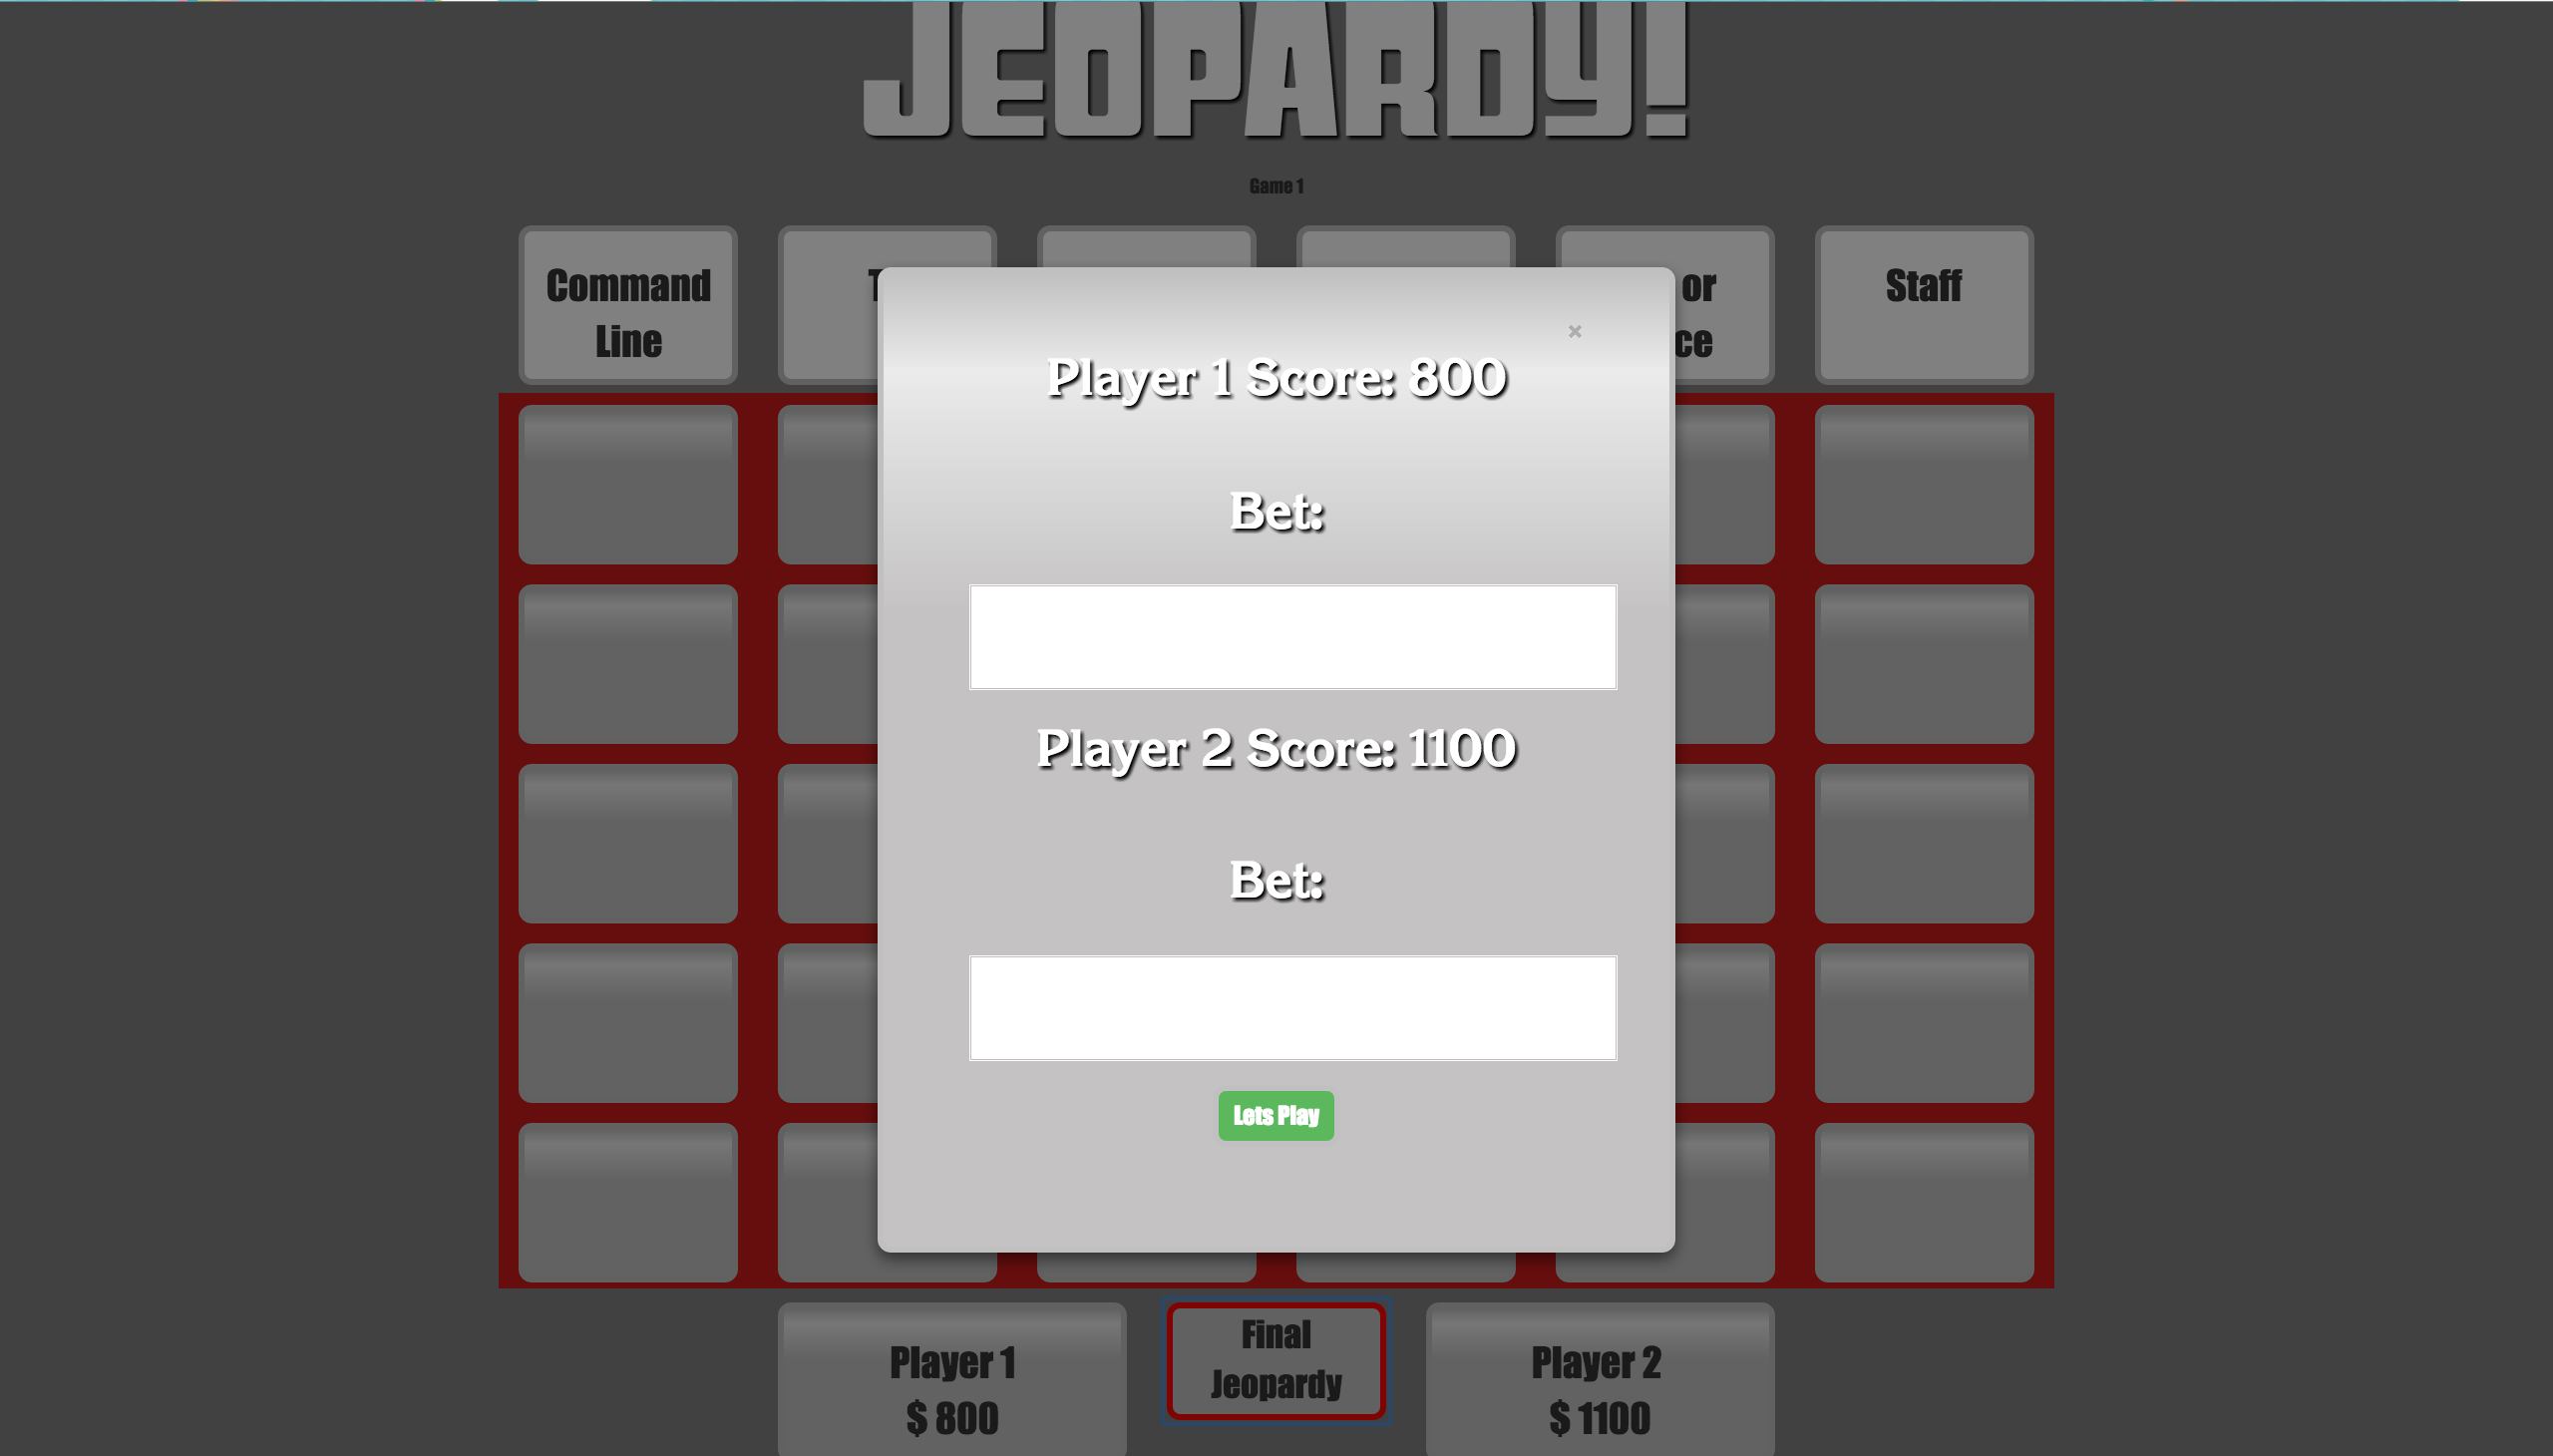 JEOPARDY!
Game 1
Command
Line
or
Staff
×
Player 1 Score: 800
Bet:
Player 2 Score: 1100
Bet:
Lets Play
Player 1
$ 800
Final
Jeopardy
Player 2
$ 1100